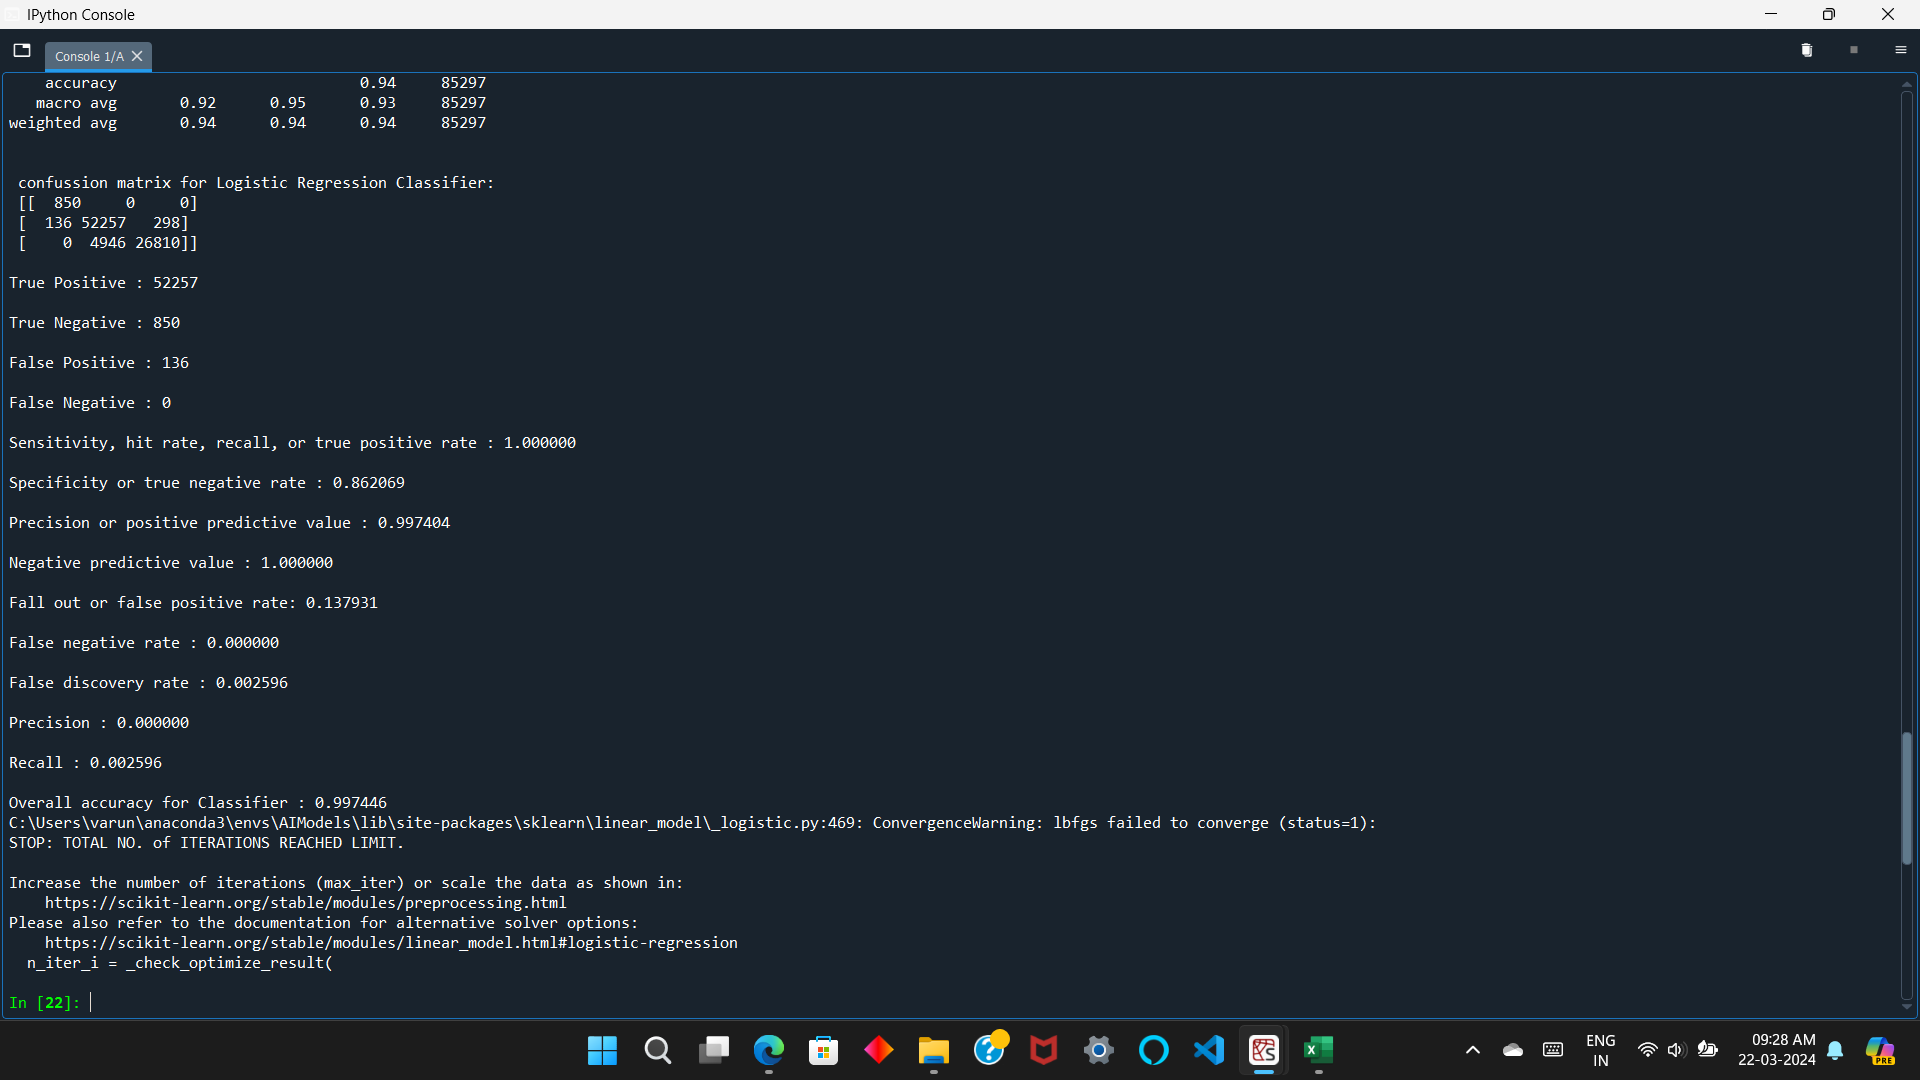 IPython Console
Console 1/A
accuracy 0.94 85297
macro avg 0.92 0.95 0.93 85297
weighted avg 0.94 0.94 0.94 85297
confussion matrix for Logistic Regression Classifier:
[[ 850 0 0]
[ 136 52257 298]
[ 0 4946 26810]]
True Positive : 52257
True Negative : 850
False Positive : 136
False Negative : 0
Sensitivity, hit rate, recall, or true positive rate : 1.000000
Specificity or true negative rate : 0.862069
Precision or positive predictive value : 0.997404
Negative predictive value : 1.000000
Fall out or false positive rate: 0.137931
False negative rate : 0.000000
False discovery rate : 0.002596
Precision : 0.000000
Recall : 0.002596
Overall accuracy for Classifier : 0.997446
C:\Users\varun\anaconda3\envs\AIModels\lib\site-packages\sklearn\linear_model\_logistic.py:469: ConvergenceWarning: lbfgs failed to converge (status=1):
STOP: TOTAL NO. of ITERATIONS REACHED LIMIT.
Increase the number of iterations (max_iter) or scale the data as shown in:
https://scikit-learn.org/stable/modules/preprocessing.html
Please also refer to the documentation for alternative solver options:
https://scikit-learn.org/stable/modules/linear_model.html#logistic-regression
n_iter_i = _check_optimize_result(
In [22]:
ENG
IN
09:28 AM
22-03-2024
PRE